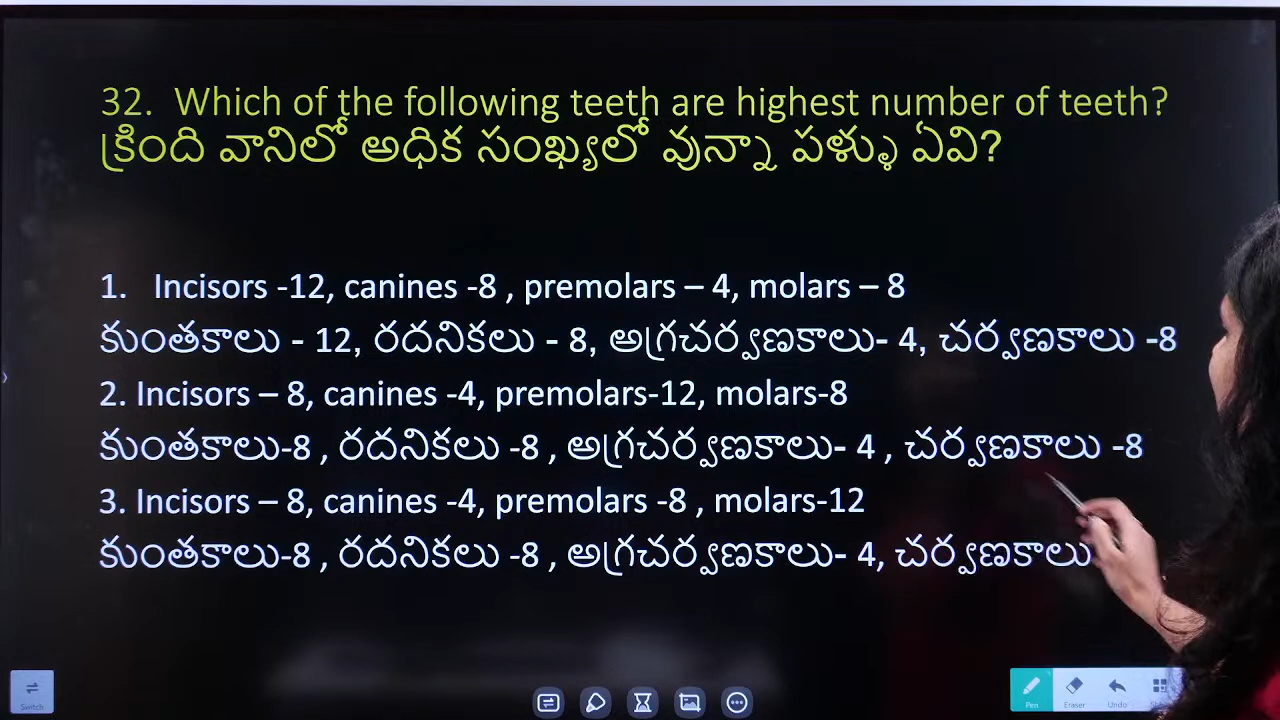 32. Which of the following teeth are highest number of teeth?
క్రింది వానిలో అధిక సంఖ్యలో వున్నా పళ్ళు ఏవి?
1. Incisors -12, canines -8 , premolars – 4, molars – 8
కుంతకాలు - 12, రదనికలు - 8, అగ్రచర్వణకాలు- 4, చర్వణకాలు -8
2. Incisors – 8, canines -4, premolars-12, molars-8
కుంతకాలు-8 , రదనికలు -8 , అగ్రచర్వణకాలు- 4 , చర్వణకాలు -8
3. Incisors – 8, canines -4, premolars -8 , molars-12
కుంతకాలు-8 , రదనికలు -8 , అగ్రచర్వణకాలు- 4, చర్వణకాలు
Switch Pen Eraser Undo